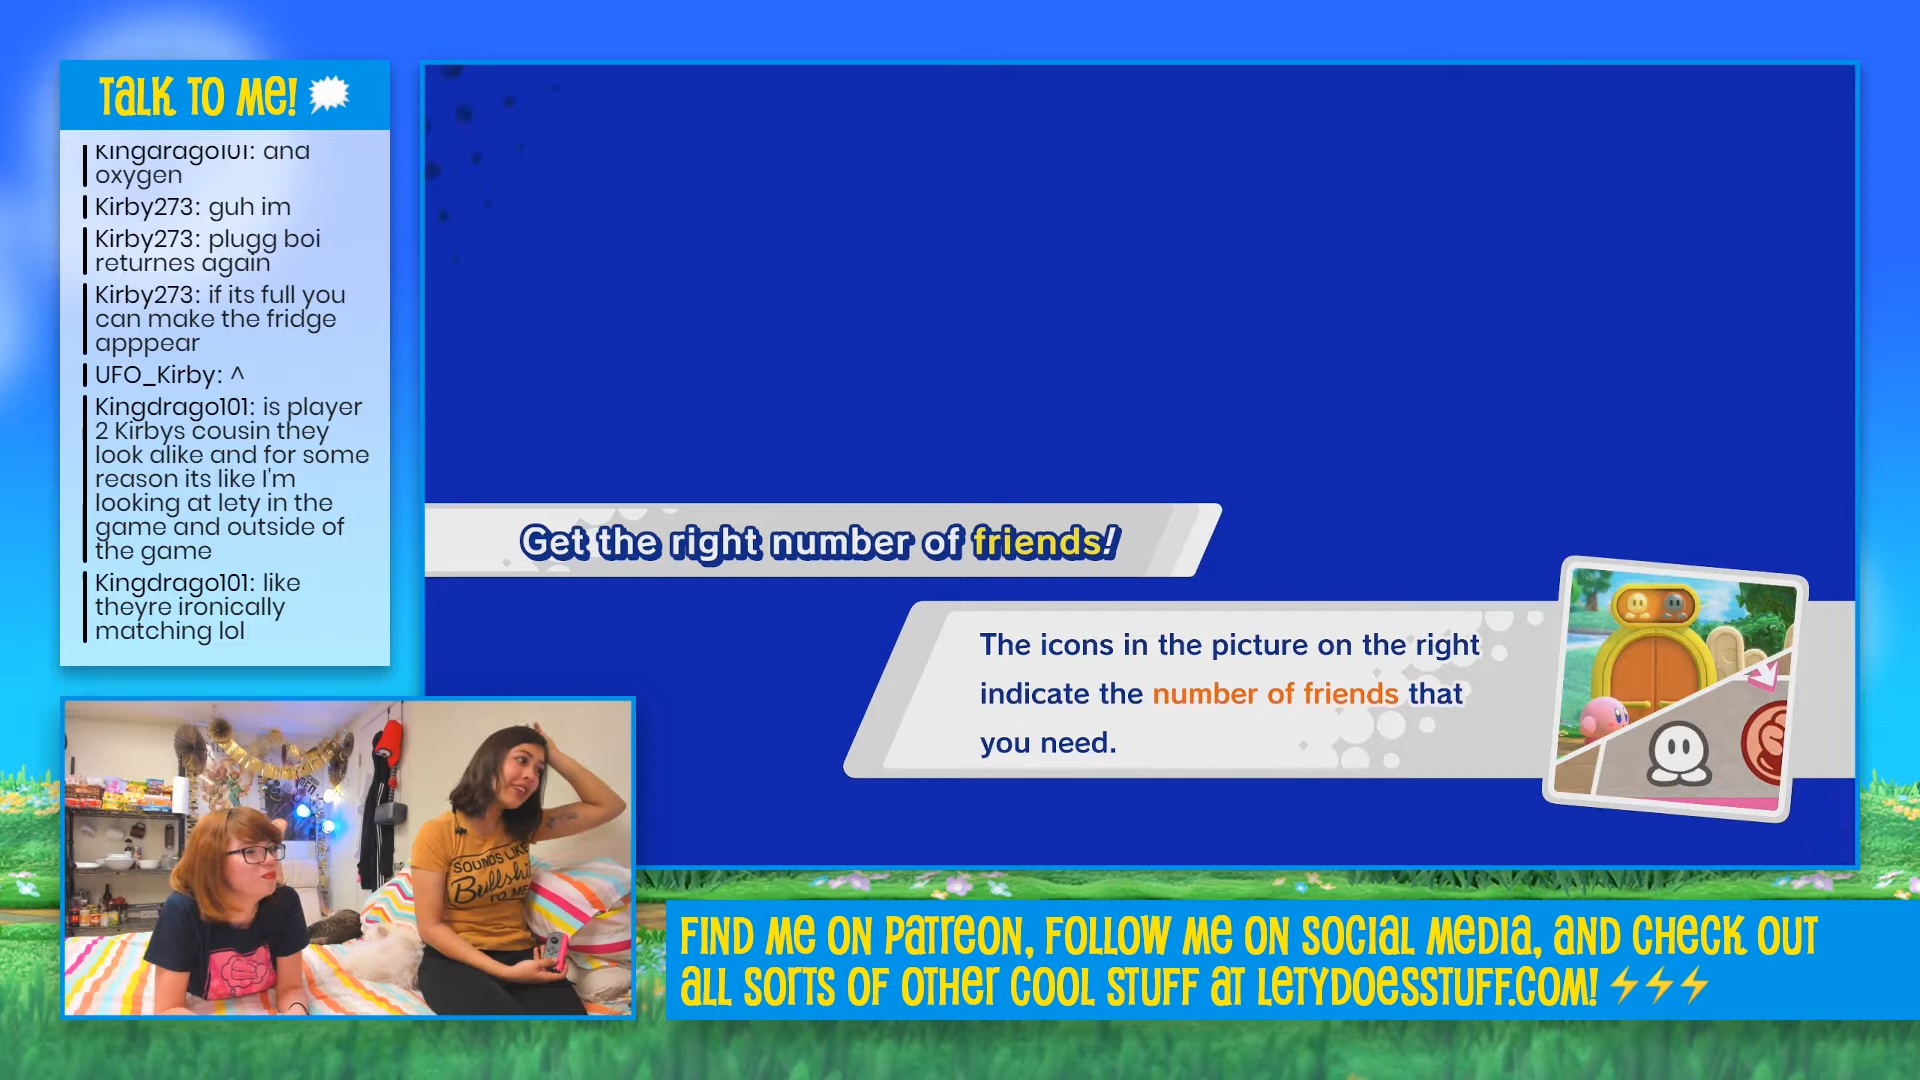 TALK TO ME!
Kingdrago101: and
oxygen
Kirby273: guh im
Kirby273: plugg boi
returnes again
Kirby273: if its full you
can make the fridge
apppear
UFO_Kirby: ^
Kingdrago101: is player
2 Kirbys cousin they
look alike and for some
reason its like I'm
looking at lety in the
game and outside of
the game
Kingdrago101: like
theyre ironically
matching lol
Get the right number of friends!
The icons in the picture on the right
indicate the number of friends that
you need.
SOUNDS LIKE
Bullshit
TO ME
FIND ME ON PATREON, FOLLOW ME ON SOCIAL MEDIA, AND CHECK OUT
ALL SORTS OF OTHER COOL STUFF AT LETYDOESSTUFF.COM!